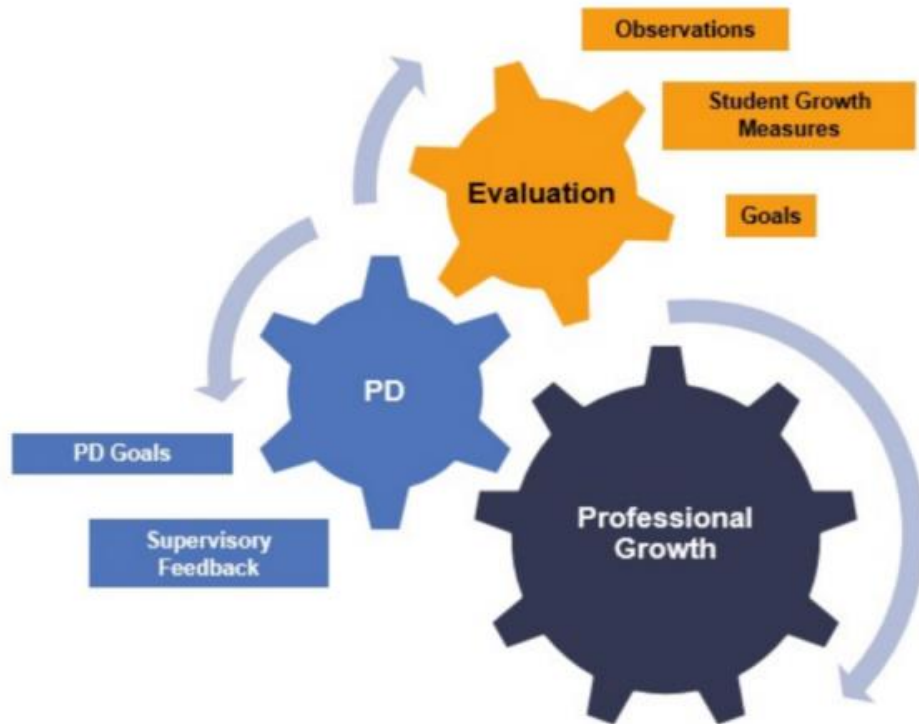 Observations
Student Growth
Measures
Evaluation
Goals
PD
PD Goals
Supervisory
Feedback
Professional
Growth